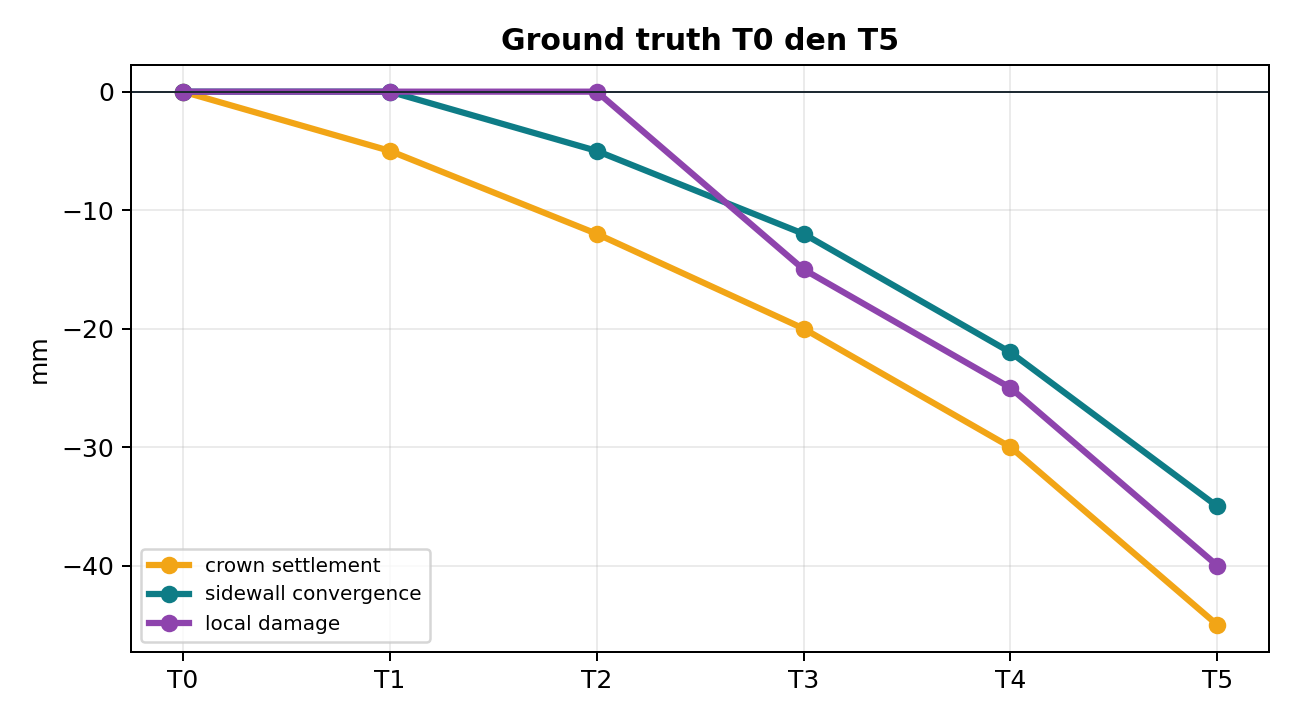 Ground truth T0 den T5
mm
0
−10
−20
−30
−40
crown settlement
sidewall convergence
local damage
T0 T1 T2 T3 T4 T5